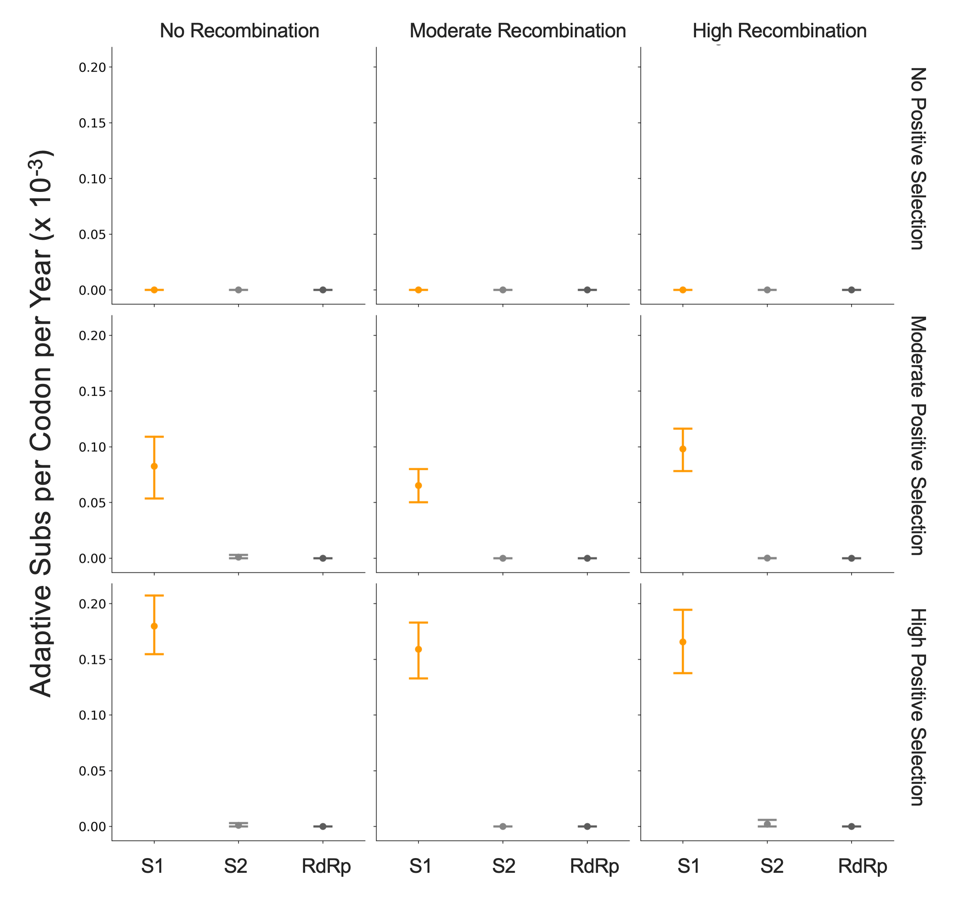 No Recombination
Moderate Recombination
High Recombination
Adaptive Subs per Codon per Year (x 10-3)
0.20
0.15
0.10
0.05
0.00
No Positive Selection
0.20
0.15
0.10
0.05
0.00
Moderate Positive Selection
0.20
0.15
0.10
0.05
0.00
High Positive Selection
S1
S2
RdRp
S1
S2
RdRp
S1
S2
RdRp